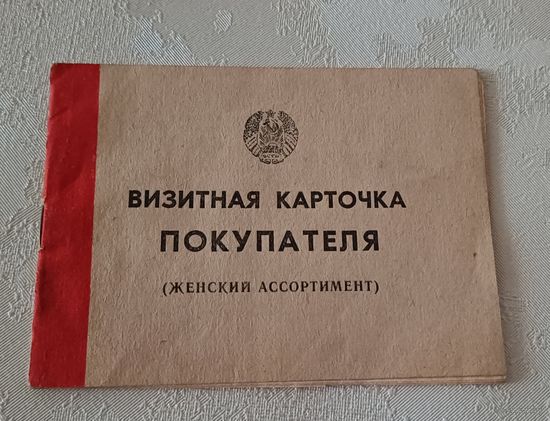 ВИЗИТНАЯ КАРТОЧКА
ПОКУПАТЕЛЯ
(ЖЕНСКИЙ АССОРТИМЕНТ)